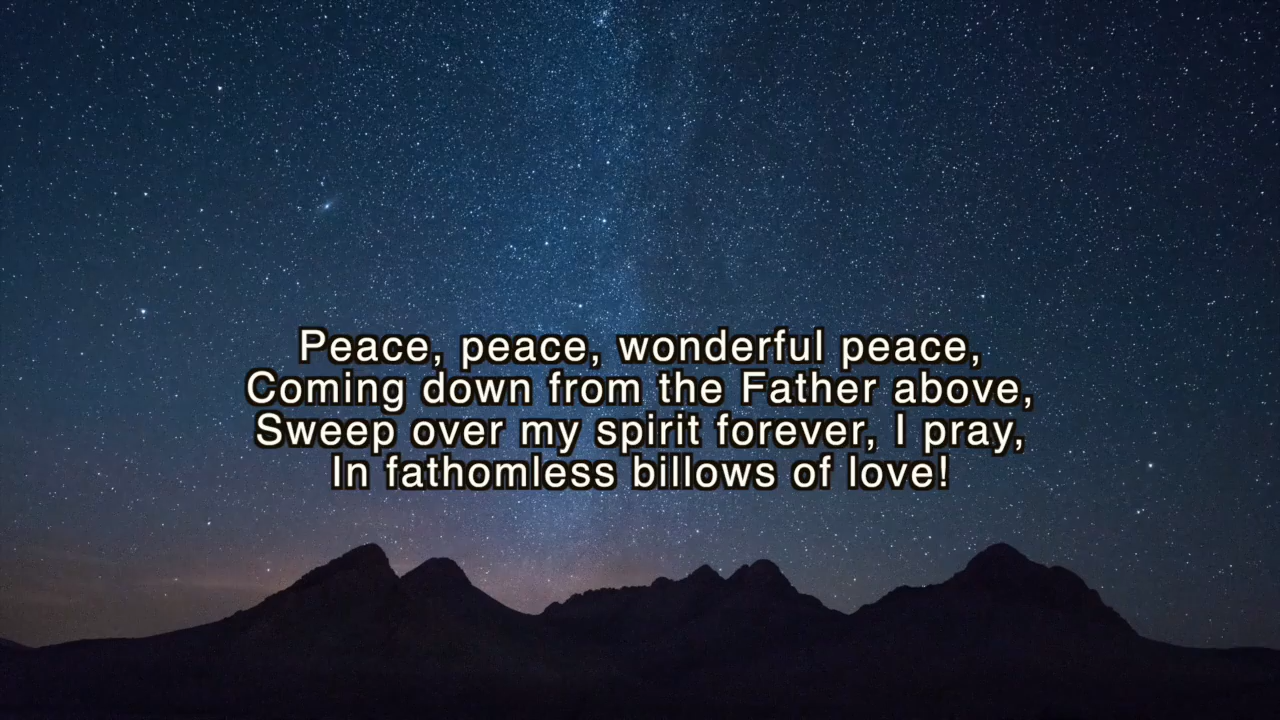 Peace, peace, wonderful peace,
Coming down from the Father above,
Sweep over my spirit forever, I pray,
In fathomless billows of love!